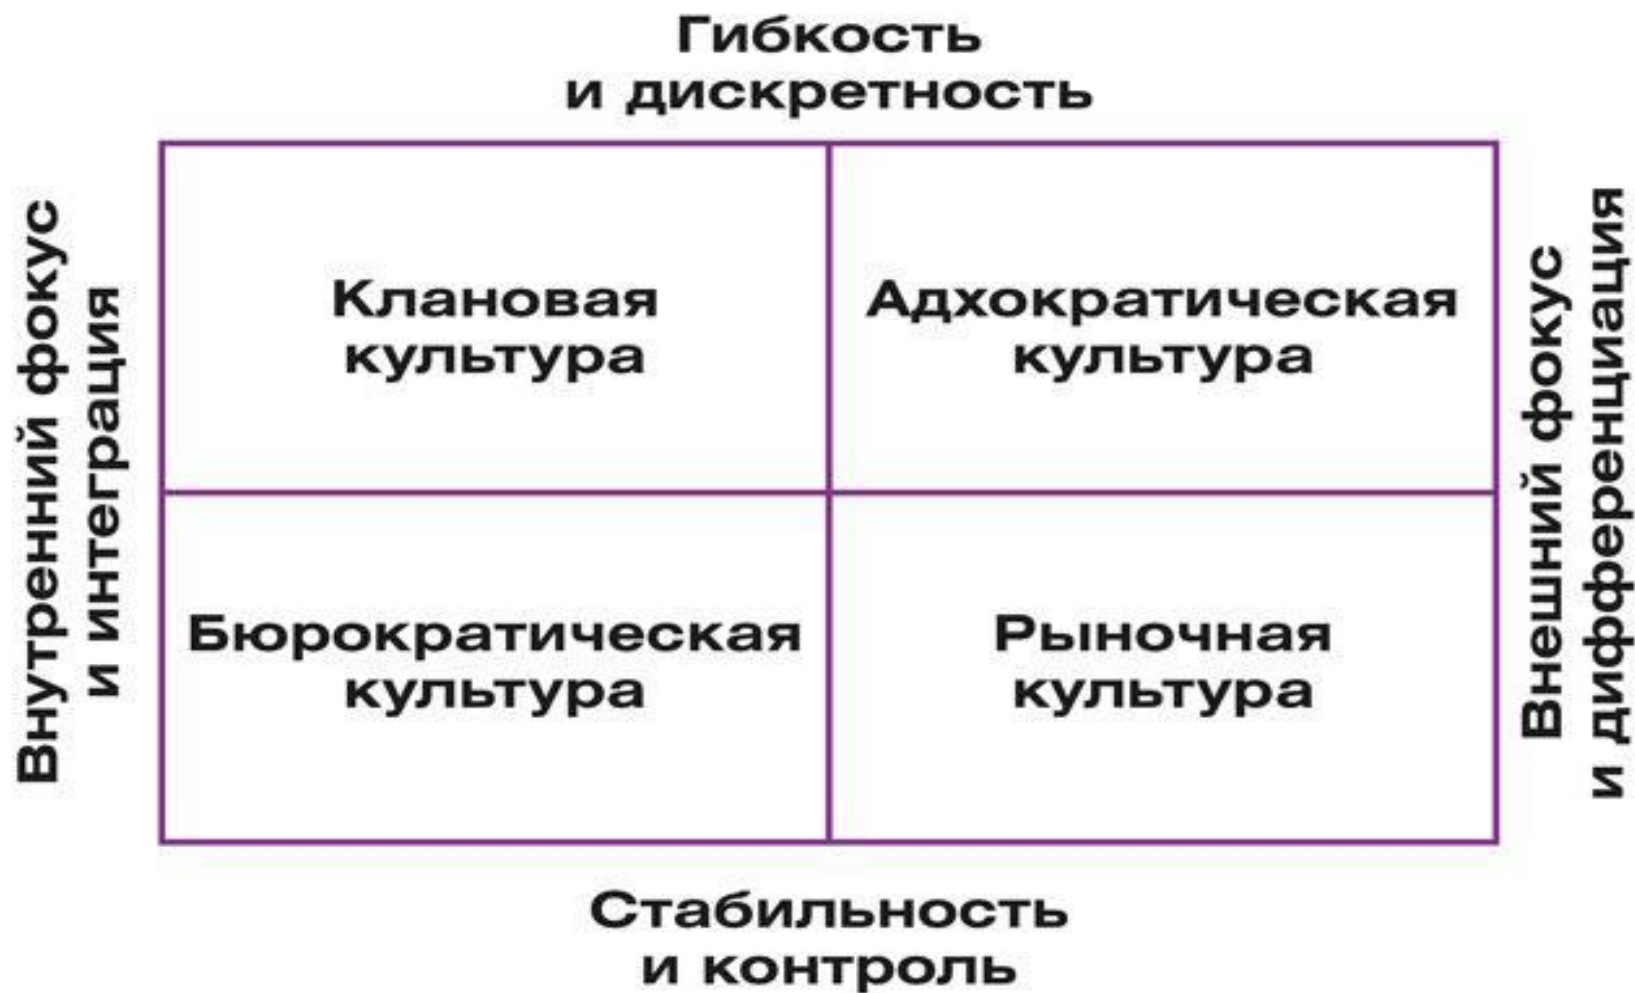 Гибкость
и дискретность
Внутренний фокус
и интеграция
Клановая
культура
Адхократическая
культура
Бюрократическая
культура
Рыночная
культура
Внешний фокус
и дифференциация
Стабильность
и контроль